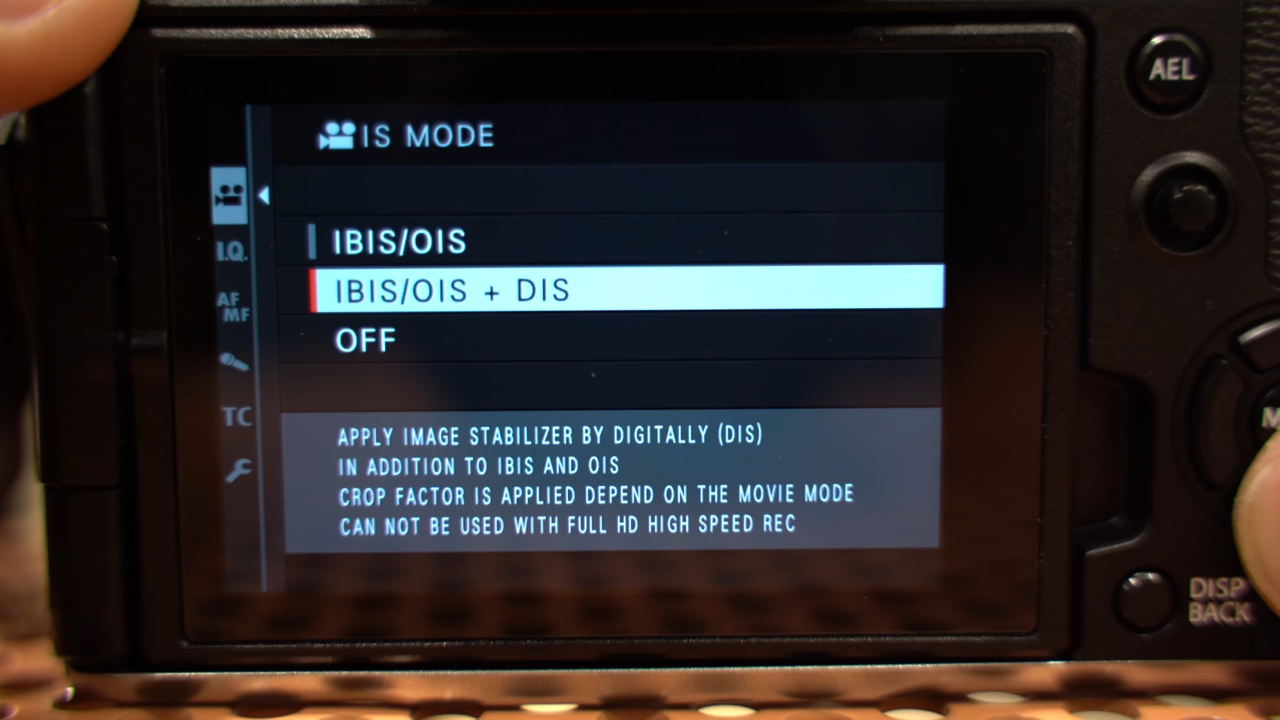 AEL
IS MODE
I.Q.
IBIS/OIS
IBIS/OIS + DIS
AF
MF
OFF
TC
APPLY IMAGE STABILIZER BY DIGITALLY (DIS)
IN ADDITION TO IBIS AND OIS
CROP FACTOR IS APPLIED DEPEND ON THE MOVIE MODE
CAN NOT BE USED WITH FULL HD HIGH SPEED REC
DISP
BACK